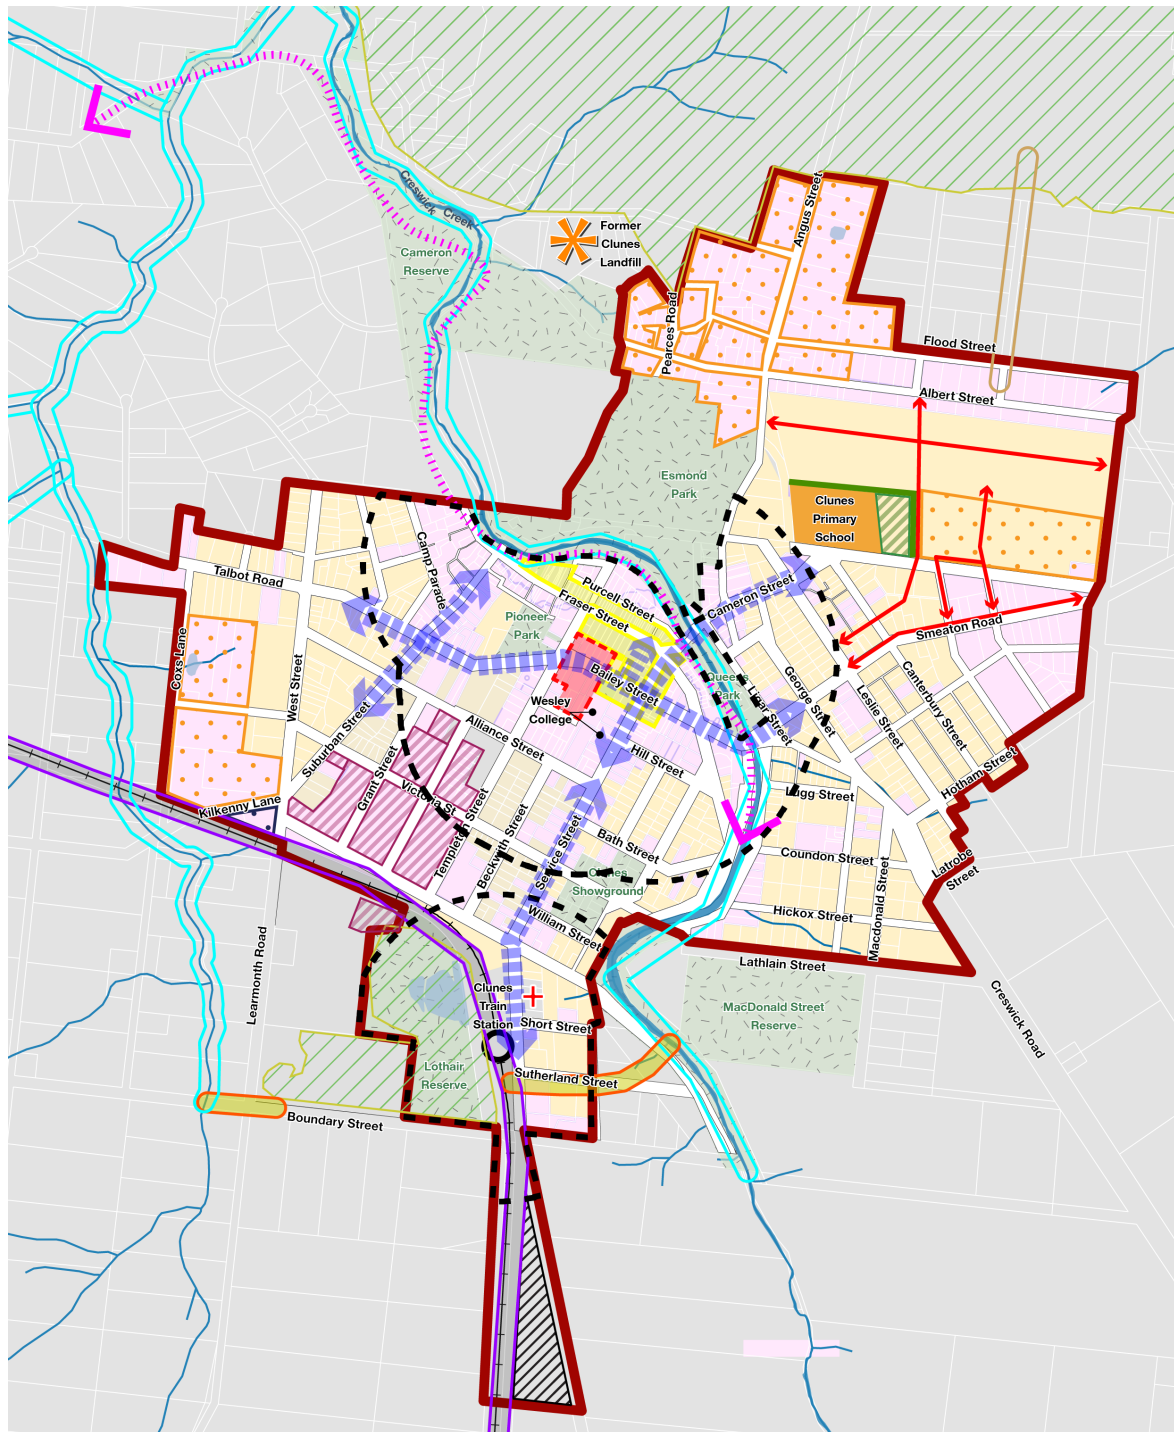 Creswick
Creek
Cameron
Reserve
Former
Clunes
Landfill
Angus Street
Pearces Road
Flood Street
Albert Street
Esmond
Park
Clunes
Primary
School
Talbot Road
Camp Parade
Purcell Street
Fraser Street
Pioneer
Park
Cameron Street
Smeaton Road
Coxs Lane
West Street
Bailey Street
Queens
Park
Ligar Street
George Street
Leslie Street
Canterbury Street
Wesley
College
Suburban Street
Alliance Street
Hill Street
Hotham Street
Grant Street
Victoria St
Kilkenny Lane
Templeton Street
Beckwith Street
Service Street
Bath Street
Lugg Street
Coundon Street
Latrobe
Street
Clunes
Showground
William Street
Hickox Street
Macdonald Street
Lathlain Street
Learmonth Road
Creswick Road
Clunes
Train
Station
Short Street
MacDonald Street
Reserve
Lothair
Reserve
Sutherland Street
Boundary Street